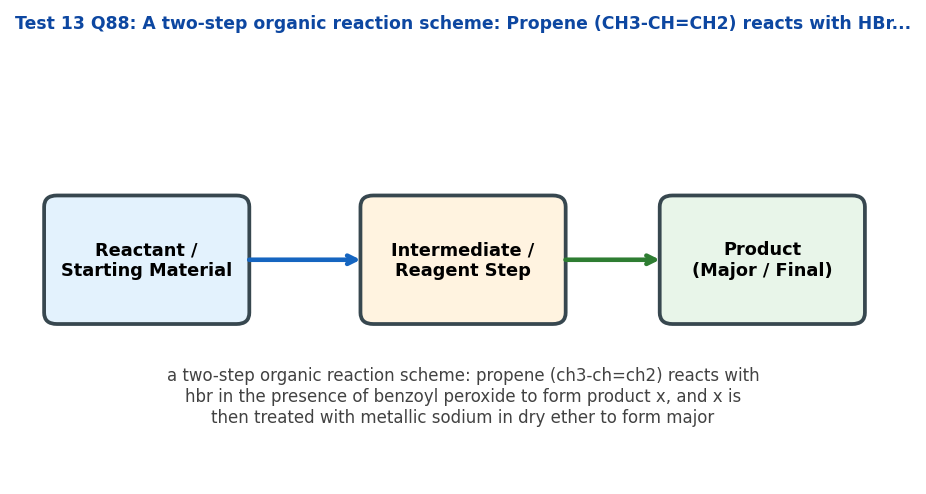 Test 13 Q88: A two-step organic reaction scheme: Propene (CH3-CH=CH2) reacts with HBr...
Reactant /
Starting Material
Intermediate /
Reagent Step
Product
(Major / Final)
a two-step organic reaction scheme: propene (ch3-ch=ch2) reacts with
hbr in the presence of benzoyl peroxide to form product x, and x is
then treated with metallic sodium in dry ether to form major